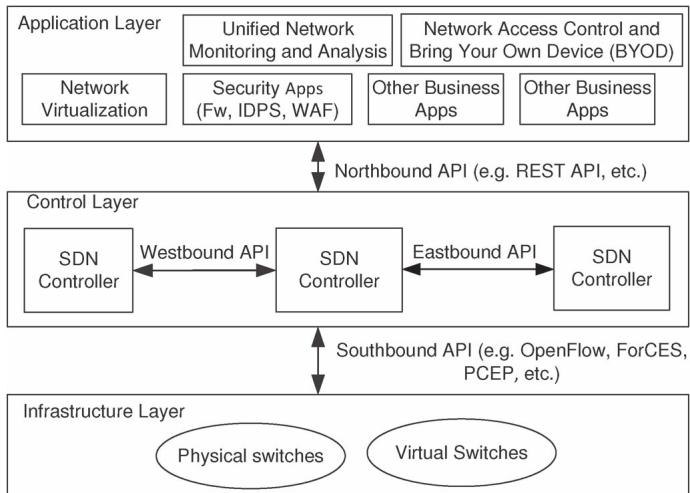 Application Layer
Unified Network
Monitoring and Analysis
Network Access Control and
Bring Your Own Device (BYOD)
Network
Virtualization
Security Apps
(Fw, IDPS, WAF)
Other Business
Apps
Other Business
Apps
Northbound API (e.g. REST API, etc.)
Control Layer
SDN
Controller
Westbound API
SDN
Controller
Eastbound API
SDN
Controller
Southbound API (e.g. OpenFlow, ForCES,
PCEP, etc.)
Infrastructure Layer
Physical switches
Virtual Switches